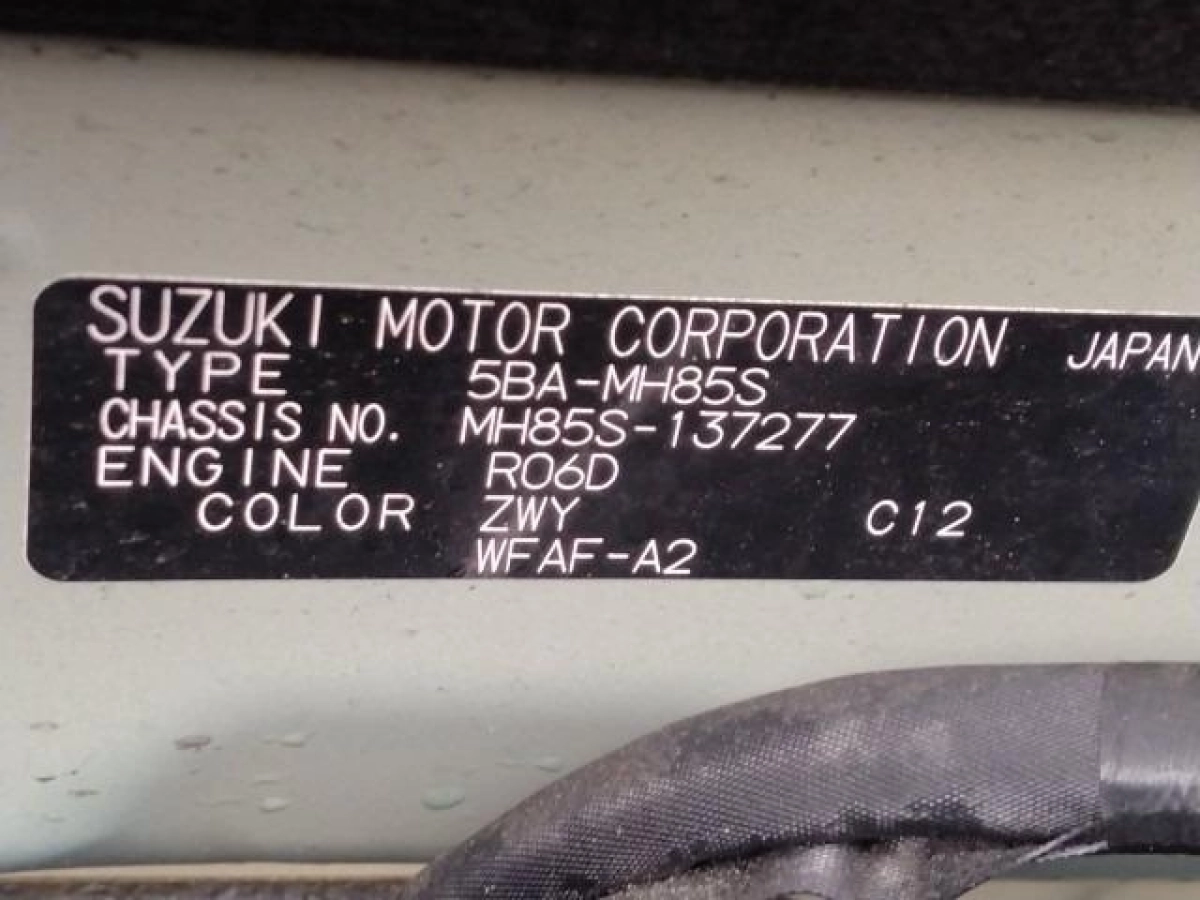 SUZUKI MOTOR CORPORATION JAPAN
TYPE 5BA-MH85S
CHASSIS NO. MH85S-137277
ENGINE R06D
COLOR ZWY C12
WFAF-A2